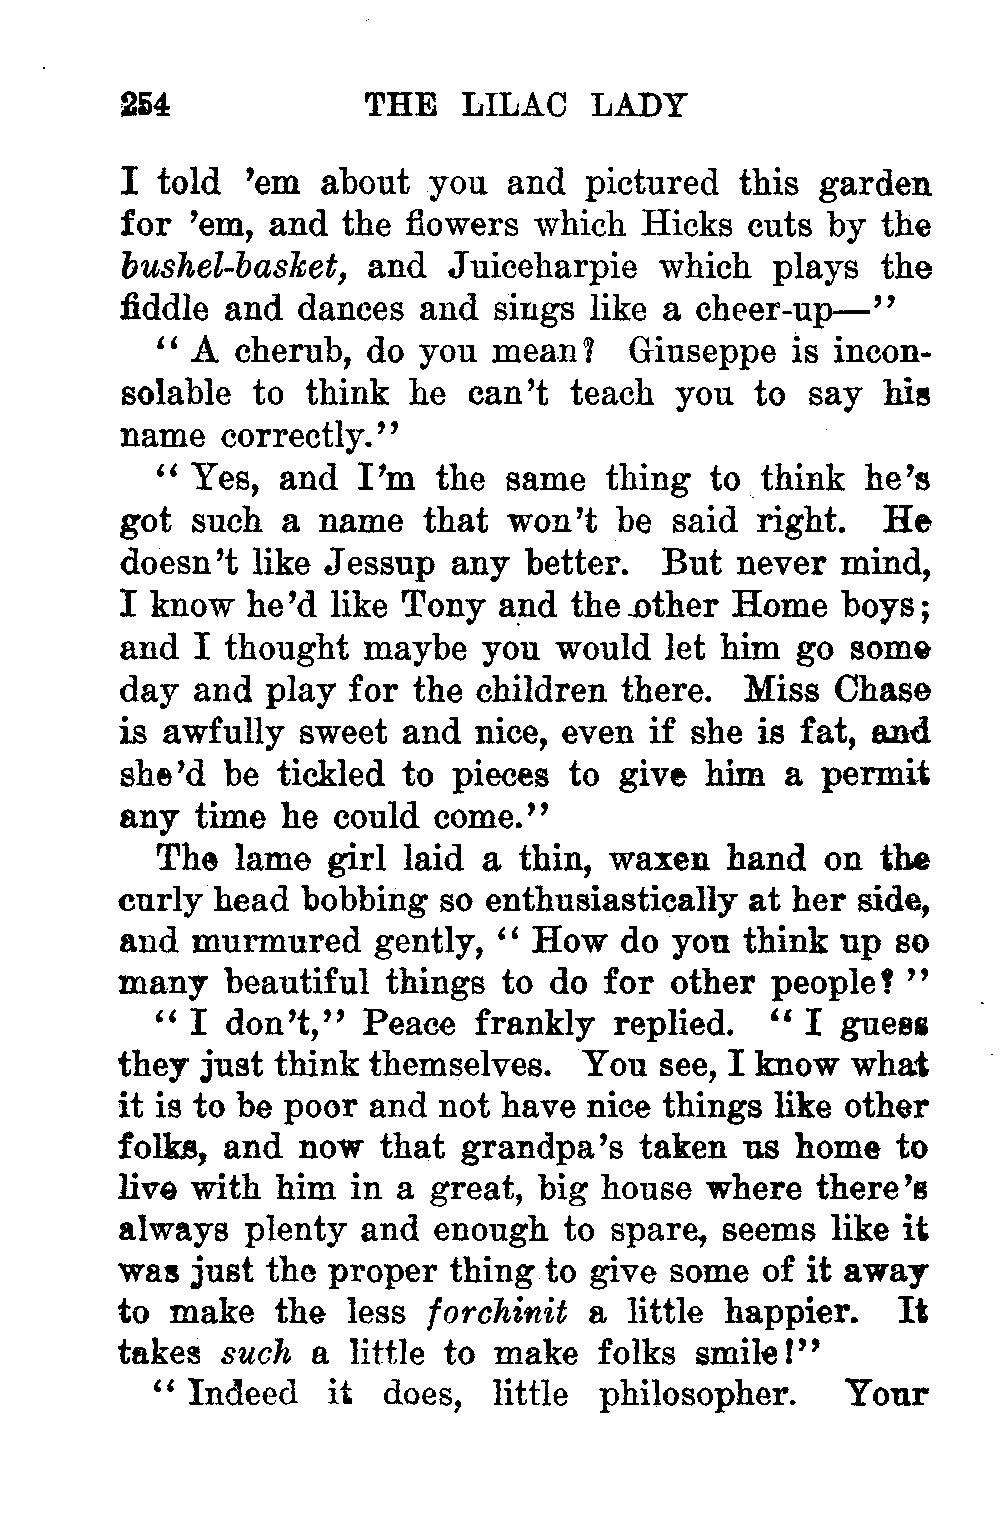 254 THE LILAC LADY
I told 'em about you and pictured this garden
for 'em, and the flowers which Hicks cuts by the
bushel-basket, and Juiceharpie which plays the
fiddle and dances and sings like a cheer-up—"
" A cherub, do you mean? Giuseppe is incon-
solable to think he can't teach you to say his
name correctly."
" Yes, and I'm the same thing to think he's
got such a name that won't be said right. He
doesn't like Jessup any better. But never mind,
I know he'd like Tony and the other Home boys;
and I thought maybe you would let him go some
day and play for the children there. Miss Chase
is awfully sweet and nice, even if she is fat, and
she'd be tickled to pieces to give him a permit
any time he could come."
The lame girl laid a thin, waxen hand on the
curly head bobbing so enthusiastically at her side,
and murmured gently, " How do you think up so
many beautiful things to do for other people? "
" I don't," Peace frankly replied. " I guess
they just think themselves. You see, I know what
it is to be poor and not have nice things like other
folks, and now that grandpa's taken us home to
live with him in a great, big house where there's
always plenty and enough to spare, seems like it
was just the proper thing to give some of it away
to make the less forchinit a little happier. It
takes such a little to make folks smile!"
" Indeed it does, little philosopher. Your